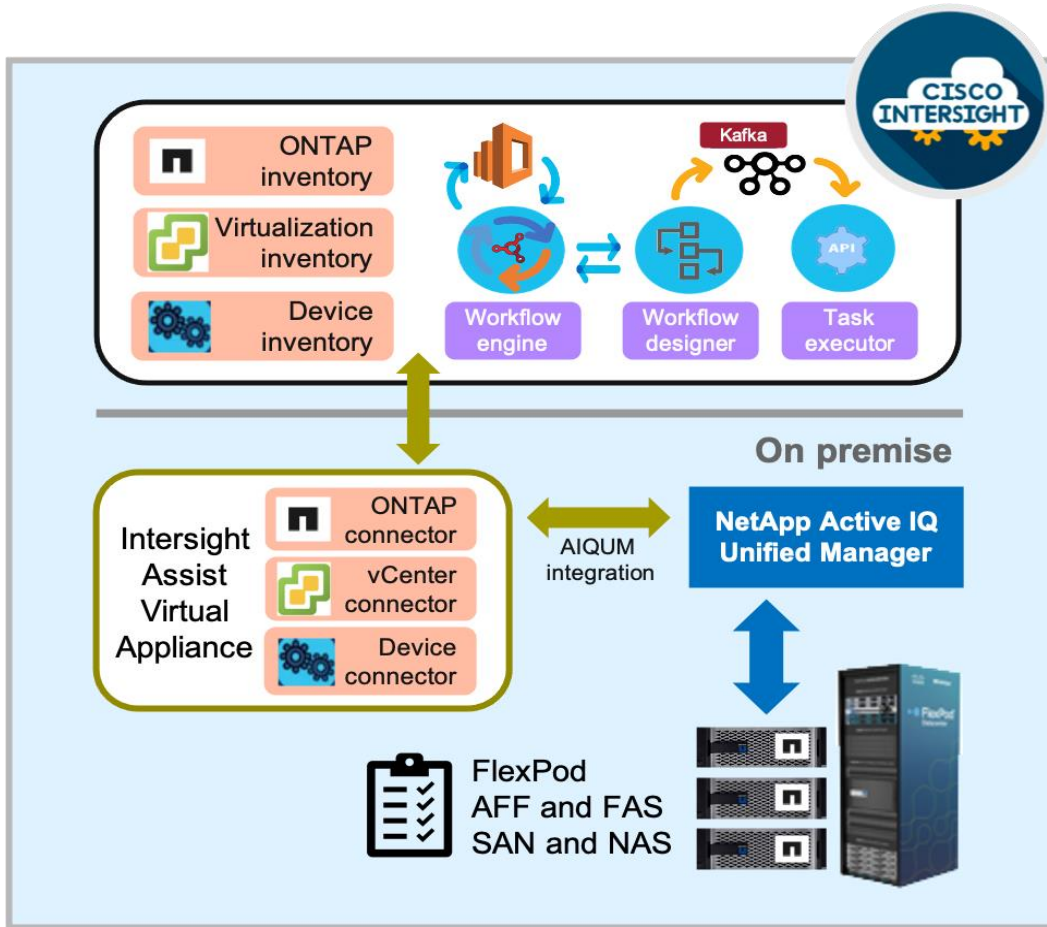 CISCO
INTERSIGHT
ONTAP
inventory
Virtualization
inventory
Device
inventory
Kafka
API
Workflow
engine
Workflow
designer
Task
executor
On premise
Intersight
Assist
Virtual
Appliance
ONTAP
connector
vCenter
connector
Device
connector
AIQUM
integration
NetApp Active IQ
Unified Manager
FlexPod
AFF and FAS
SAN and NAS
FlexPod